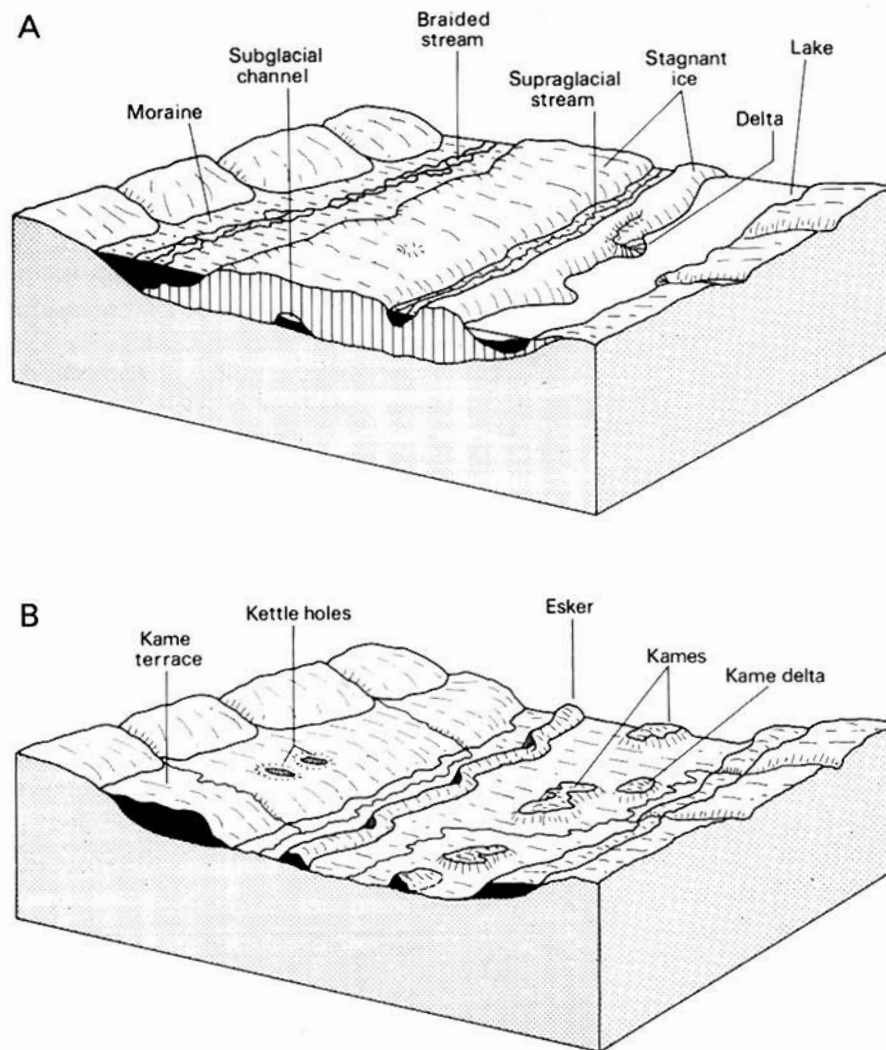 A
Braided
stream
Subglacial
channel
Moraine
Supraglacial
stream
Stagnant
ice
Lake
Delta
B
Kame
terrace
Kettle holes
Esker
Kames
Kame delta